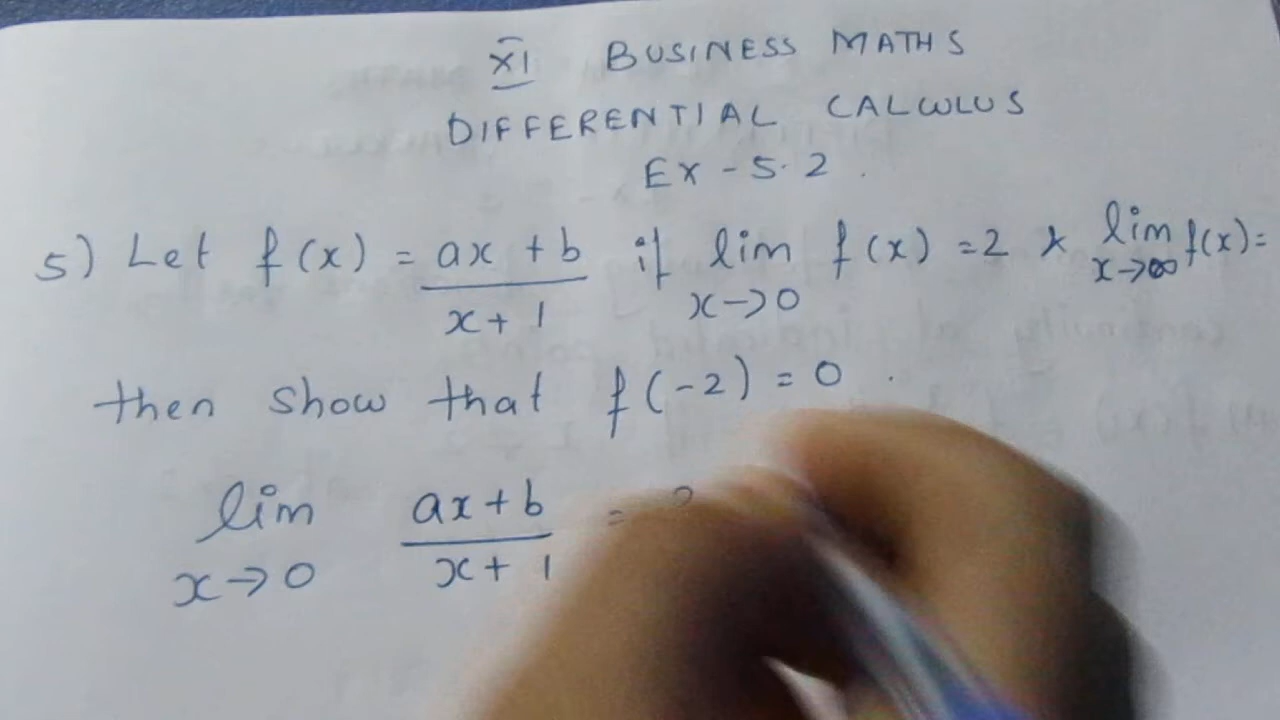 XI BUSINESS MATHS
DIFFERENTIAL CALCULUS
EX - 5.2.
5) Let f(x) = ax + b / x + 1 if lim x→0 f(x) = 2 & lim x→∞ f(x) =
then show that f(-2) = 0.
lim x→0 ax + b / x + 1 =